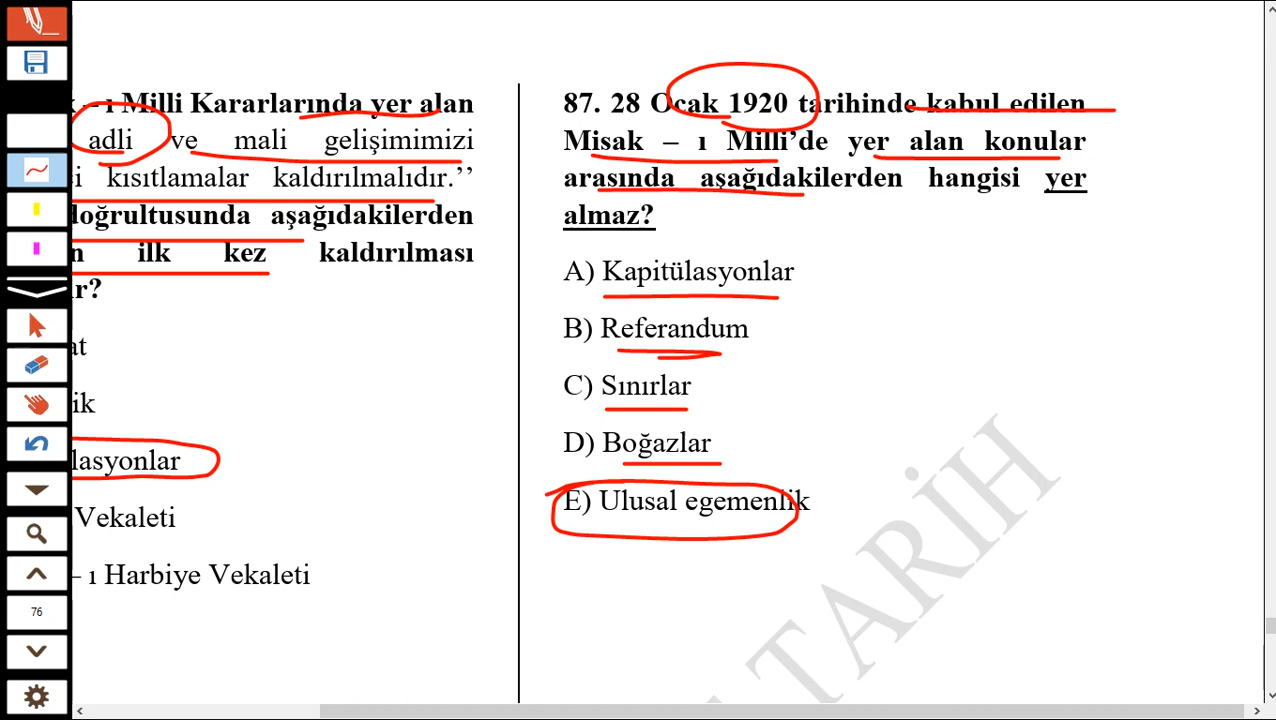 – ı Milli Kararlarında yer alan
adli ve mali gelişimimizi
i kısıtlamalar kaldırılmalıdır.’’
doğrultusunda aşağıdakilerden
n ilk kez kaldırılması
ır?
at
ik
lasyonlar
Vekaleti
– ı Harbiye Vekaleti
87. 28 Ocak 1920 tarihinde kabul edilen
Misak – ı Milli’de yer alan konular
arasında aşağıdakilerden hangisi yer
almaz?
A) Kapitülasyonlar
B) Referandum
C) Sınırlar
D) Boğazlar
E) Ulusal egemenlik
TARİH
76